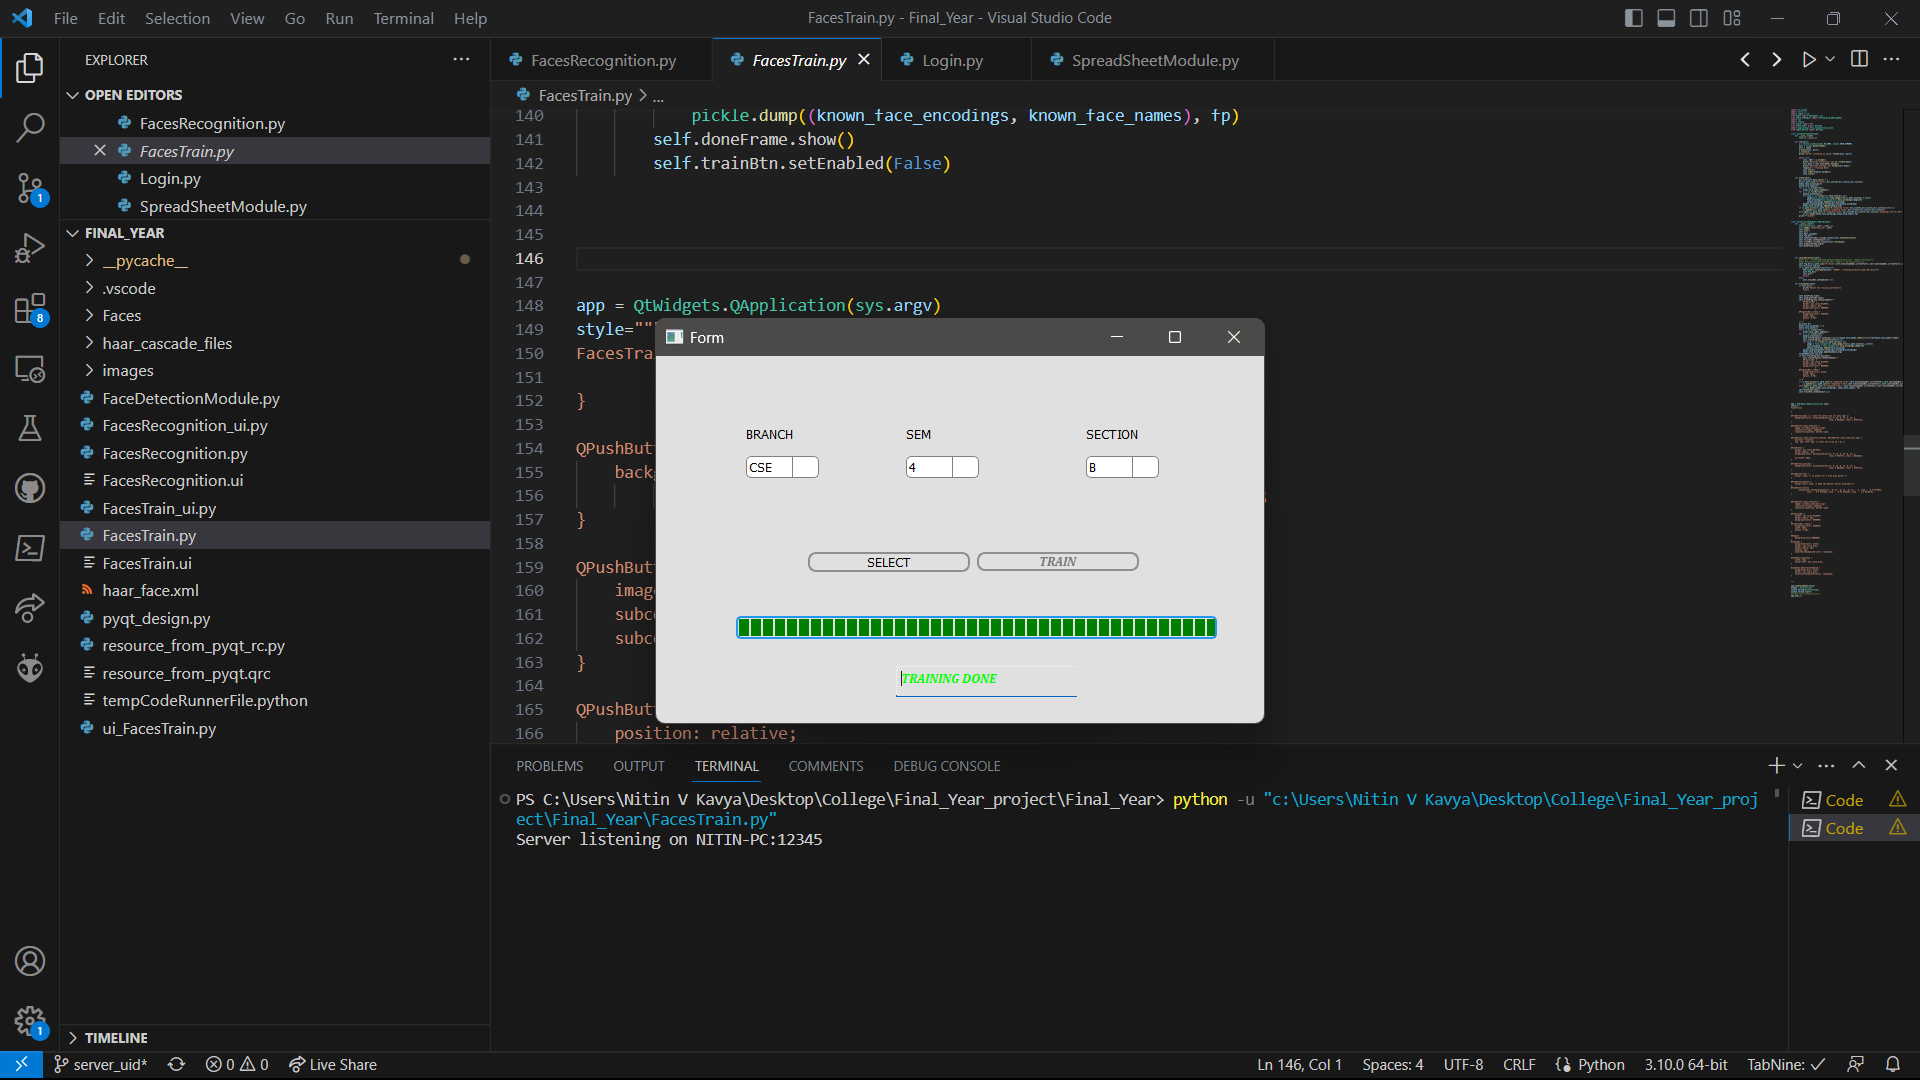 File Edit Selection View Go Run Terminal Help
FacesTrain.py - Final_Year - Visual Studio Code
EXPLORER
OPEN EDITORS
FacesRecognition.py
FacesTrain.py
Login.py
SpreadSheetModule.py
FINAL_YEAR
__pycache__
.vscode
Faces
haar_cascade_files
images
FaceDetectionModule.py
FacesRecognition_ui.py
FacesRecognition.py
FacesRecognition.ui
FacesTrain_ui.py
FacesTrain.py
FacesTrain.ui
haar_face.xml
pyqt_design.py
resource_from_pyqt_rc.py
resource_from_pyqt.qrc
tempCodeRunnerFile.python
ui_FacesTrain.py
TIMELINE
1
8
1
FacesRecognition.py FacesTrain.py Login.py SpreadSheetModule.py
FacesTrain.py > ...
140 pickle.dump((known_face_encodings, known_face_names), fp)
141 self.doneFrame.show()
142 self.trainBtn.setEnabled(False)
143
144
145
146
147
148 app = QtWidgets.QApplication(sys.argv)
149 style="""
150 FacesTra
151
152 }
153
154 QPushBut
155 back
156
157 }
158
159 QPushBut
160 imag
161 subc
162 subc
163 }
164
165 QPushBut
166 position: relative;
Form
BRANCH SEM SECTION
CSE 4 B
SELECT TRAIN
TRAINING DONE
PROBLEMS OUTPUT TERMINAL COMMENTS DEBUG CONSOLE
PS C:\Users\Nitin V Kavya\Desktop\College\Final_Year_project\Final_Year> python -u "c:\Users\Nitin V Kavya\Desktop\College\Final_Year_proj
ect\Final_Year\FacesTrain.py"
Server listening on NITIN-PC:12345
Code
Code
server_uid* 0 0 Live Share
Ln 146, Col 1 Spaces: 4 UTF-8 CRLF Python 3.10.0 64-bit TabNine: